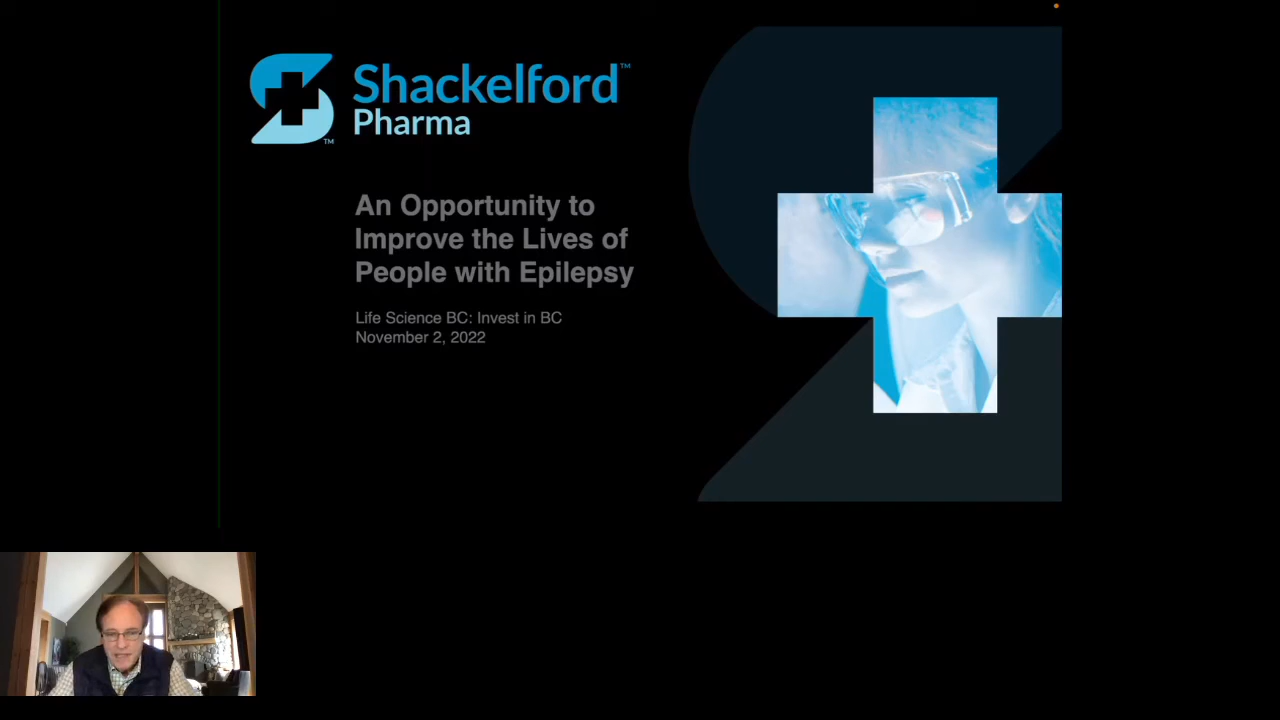 Shackelford™
Pharma
™
An Opportunity to
Improve the Lives of
People with Epilepsy
Life Science BC: Invest in BC
November 2, 2022